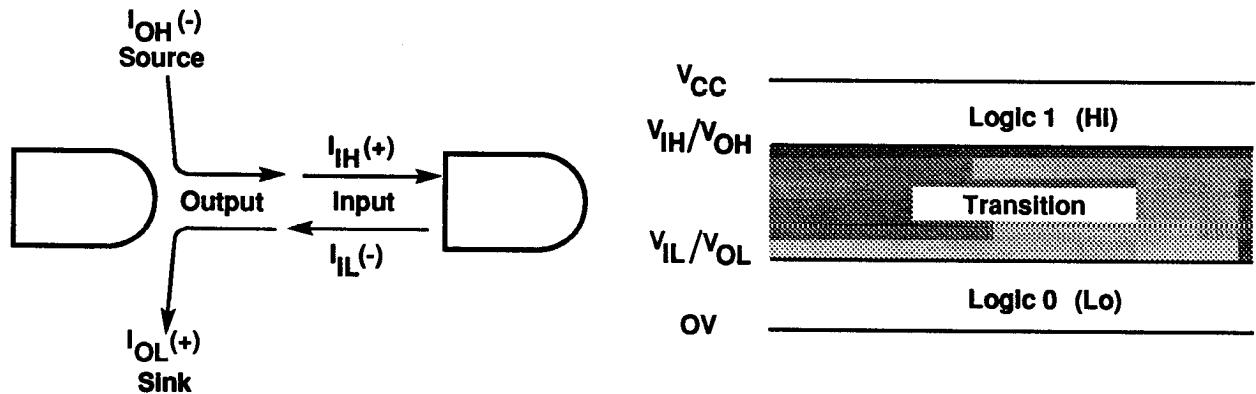 IOH(-)
Source
IIH(+)
Output
Input
IIL(-)
IOL(+)
Sink
VCC
Logic 1 (Hi)
VIH/VOH
Transition
VIL/VOL
Logic 0 (Lo)
OV